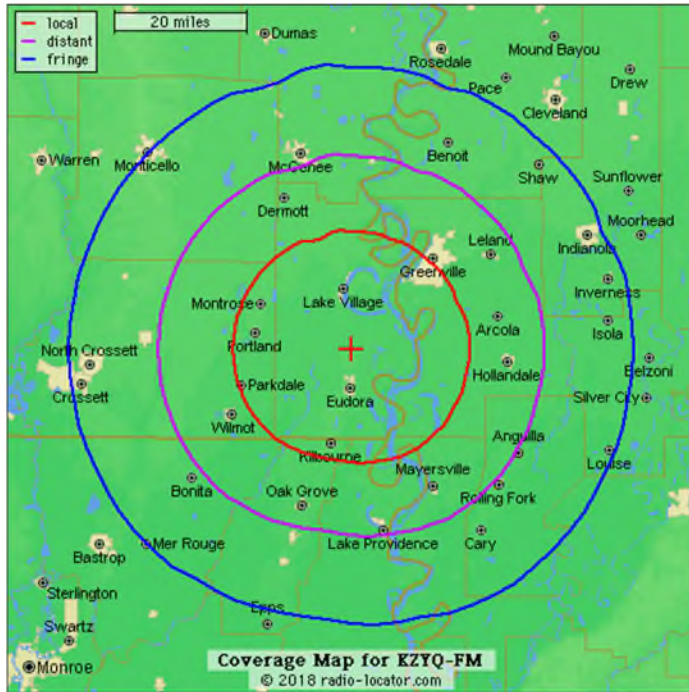 local
distant
fringe
20 miles
Dumas
Rosedale
Mound Bayou
Pace
Drew
Cleveland
Warren
Monticello
McGehee
Benoit
Shaw
Sunflower
Dermott
Moorhead
Leland
Indianola
Greenville
Lake Village
Inverness
Montrose
Arcola
Isola
Portland
North Crossett
Hollandale
Belzoni
Crossett
Parkdale
Eudora
Silver City
Wilmot
Kilbourne
Anguilla
Louise
Mayersville
Bonita
Oak Grove
Rolling Fork
Bastrop
Mer Rouge
Lake Providence
Cary
Sterlington
Epps
Swartz
Monroe
Coverage Map for KZYQ-FM
© 2018 radio-locator.com